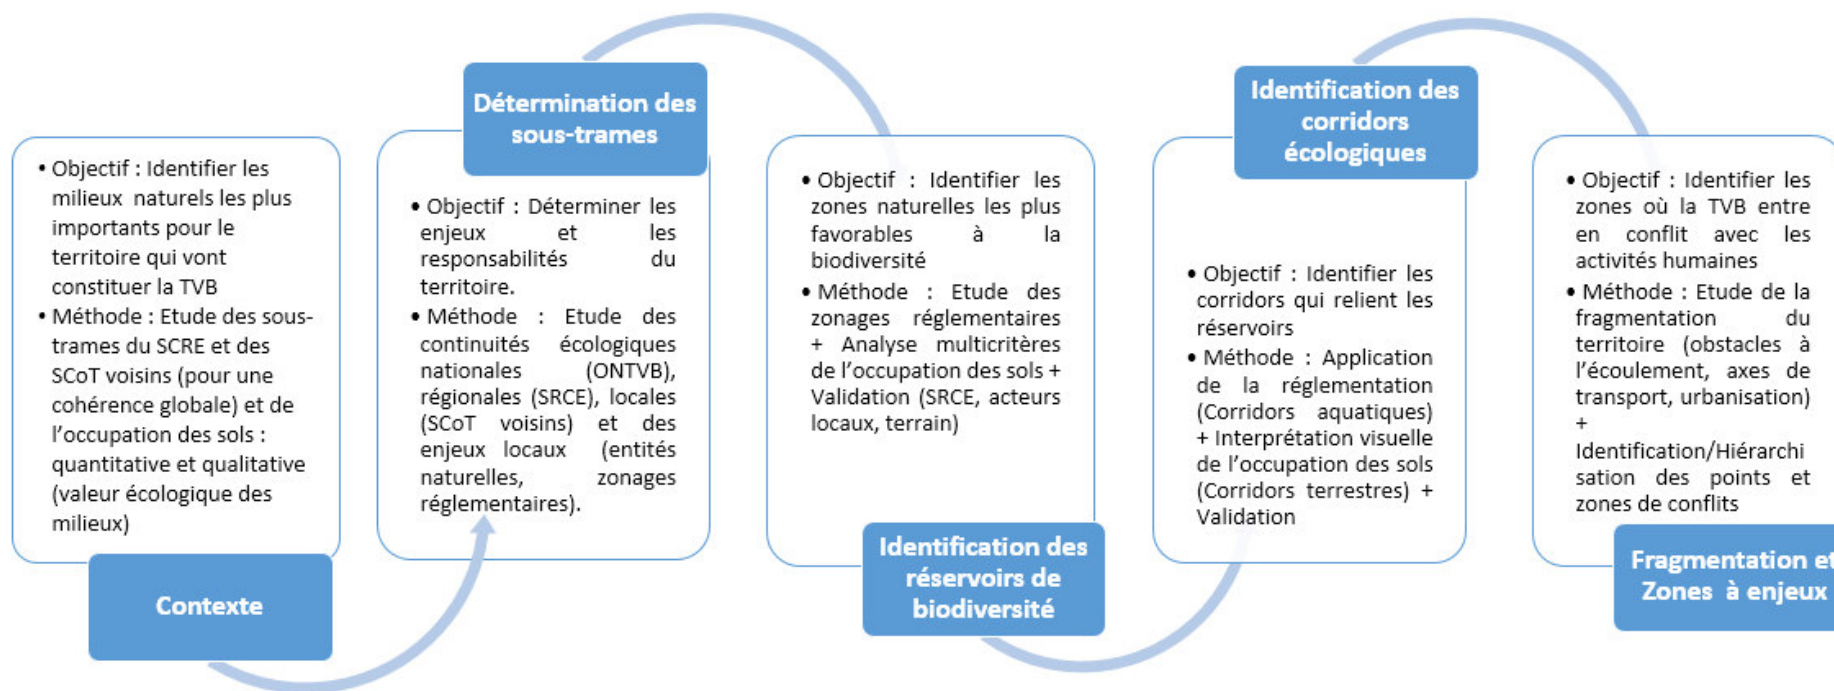 • Objectif : Identifier les
milieux naturels les plus
importants pour le
territoire qui vont
constituer la TVB
• Méthode : Etude des sous-
trames du SCRE et des
SCoT voisins (pour une
cohérence globale) et de
l’occupation des sols :
quantitative et qualitative
(valeur écologique des
milieux)
Contexte
Détermination des
sous-trames
• Objectif : Déterminer les
enjeux et les
responsabilités du
territoire.
• Méthode : Etude des
continuités écologiques
nationales (ONTVB),
régionales (SRCE), locales
(SCoT voisins) et des
enjeux locaux (entités
naturelles, zonages
réglementaires).
• Objectif : Identifier les
zones naturelles les plus
favorables à la
biodiversité
• Méthode : Etude des
zonages réglementaires
+ Analyse multicritères
de l’occupation des sols +
Validation (SRCE, acteurs
locaux, terrain)
Identification des
réservoirs de
biodiversité
Identification des
corridors
écologiques
• Objectif : Identifier les
corridors qui relient les
réservoirs
• Méthode : Application
de la réglementation
(Corridors aquatiques)
+ Interprétation visuelle
de l’occupation des sols
(Corridors terrestres) +
Validation
• Objectif : Identifier les
zones où la TVB entre
en conflit avec les
activités humaines
• Méthode : Etude de la
fragmentation du
territoire (obstacles à
l’écoulement, axes de
transport, urbanisation)
+
Identification/Hiérarchi
sation des points et
zones de conflits
Fragmentation et
Zones à enjeux